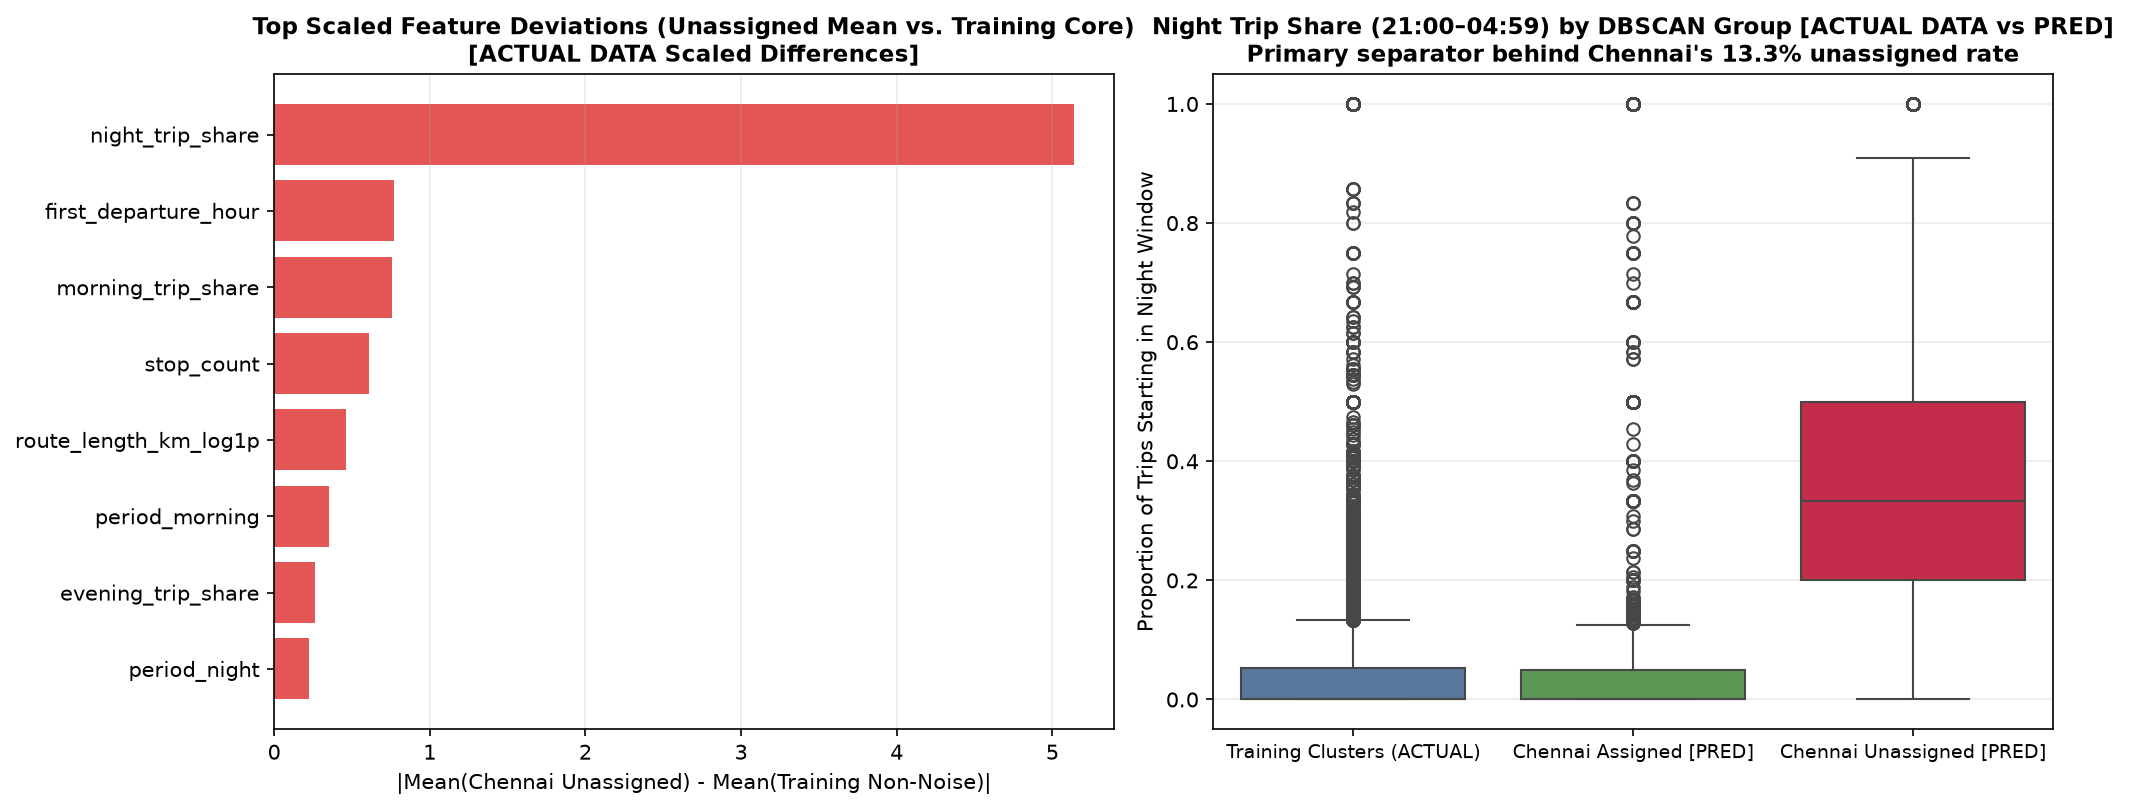 Top Scaled Feature Deviations (Unassigned Mean vs. Training Core)
[ACTUAL DATA Scaled Differences]
night_trip_share
first_departure_hour
morning_trip_share
stop_count
route_length_km_log1p
period_morning
evening_trip_share
period_night
0 1 2 3 4 5
|Mean(Chennai Unassigned) - Mean(Training Non-Noise)|
Night Trip Share (21:00–04:59) by DBSCAN Group [ACTUAL DATA vs PRED]
Primary separator behind Chennai's 13.3% unassigned rate
Proportion of Trips Starting in Night Window
1.0
0.8
0.6
0.4
0.2
0.0
Training Clusters (ACTUAL) Chennai Assigned [PRED] Chennai Unassigned [PRED]